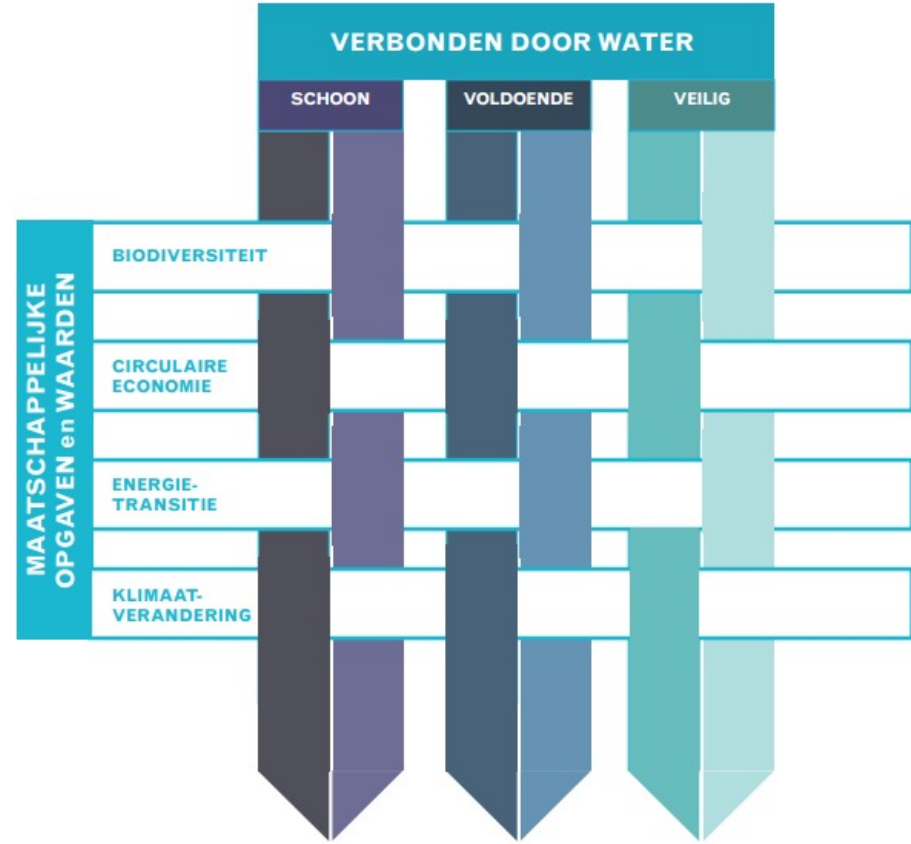 VERBONDEN DOOR WATER
SCHOON
VOLDOENDE
VEILIG
MAATSCHAPPELIJKE
OPGAVEN en WAARDEN
BIODIVERSITEIT
CIRCULAIRE
ECONOMIE
ENERGIE-
TRANSITIE
KLIMAAT-
VERANDERING